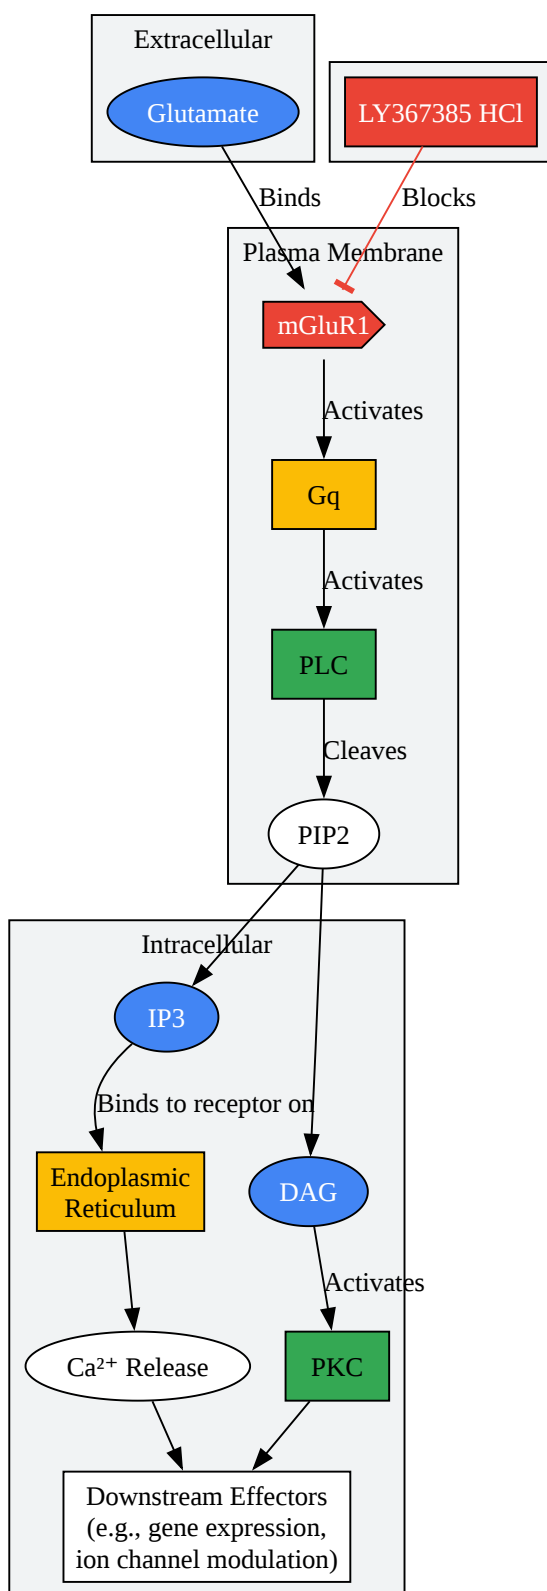 Extracellular
Glutamate
LY367385 HCl
Binds
Blocks
Plasma Membrane
mGluR1
Activates
Gq
Activates
PLC
Cleaves
PIP2
Intracellular
IP3
Binds to receptor on
Endoplasmic
Reticulum
DAG
Activates
Ca²⁺ Release
PKC
Downstream Effectors
(e.g., gene expression,
ion channel modulation)